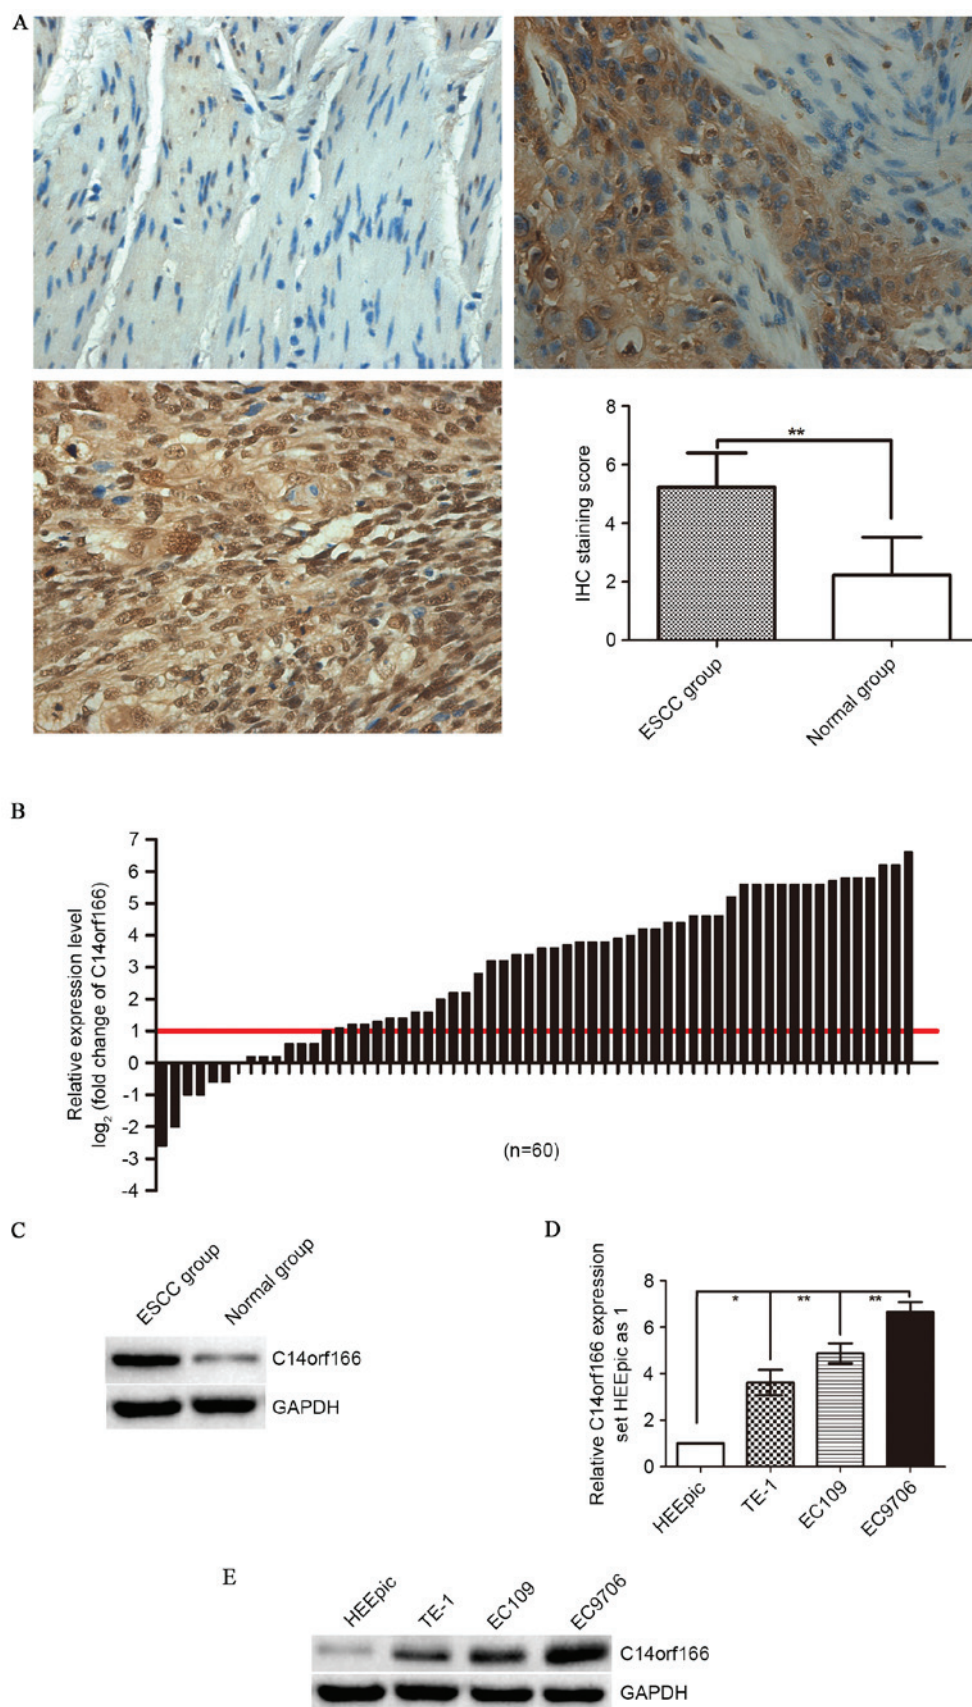 A
8
6
4
2
0
IHC staining score
**
ESCC group
Normal group
B
7
6
5
4
3
2
1
0
-1
-2
-3
-4
Relative expression level
log₂ (fold change of C14orf166)
(n=60)
C
ESCC group
Normal group
C14orf166
GAPDH
D
8
6
4
2
0
Relative C14orf166 expression
set HEEpic as 1
* ** **
HEEpic
TE-1
EC109
EC9706
E
HEEpic
TE-1
EC109
EC9706
C14orf166
GAPDH